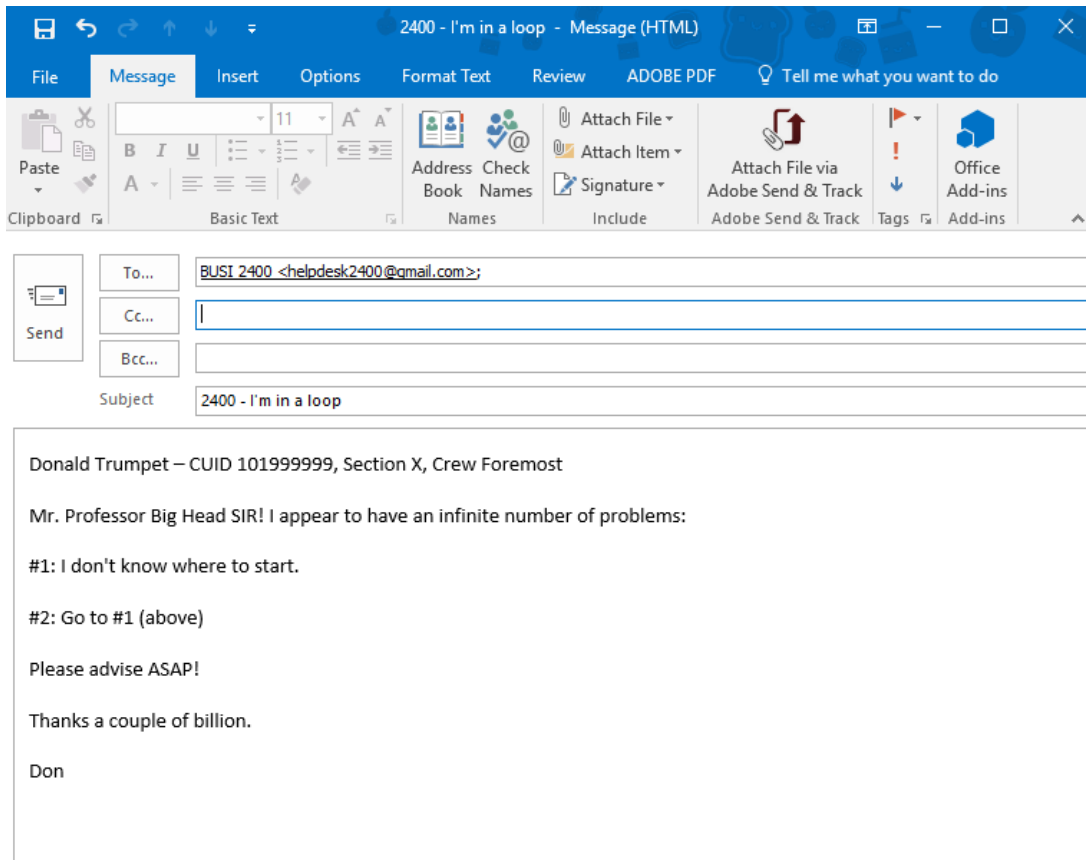 2400 - I'm in a loop - Message (HTML)
File Message Insert Options Format Text Review ADOBE PDF Tell me what you want to do
Paste
Clipboard
11 A A
B I U
A
Basic Text
Address Book
Check Names
Names
Attach File
Attach Item
Signature
Include
Attach File via
Adobe Send & Track
Adobe Send & Track
!
Tags
Office
Add-ins
Add-ins
Send
To... BUSI 2400 <helpdesk2400@gmail.com>;
Cc...
Bcc...
Subject 2400 - I'm in a loop
Donald Trumpet – CUID 101999999, Section X, Crew Foremost
Mr. Professor Big Head SIR! I appear to have an infinite number of problems:
#1: I don't know where to start.
#2: Go to #1 (above)
Please advise ASAP!
Thanks a couple of billion.
Don